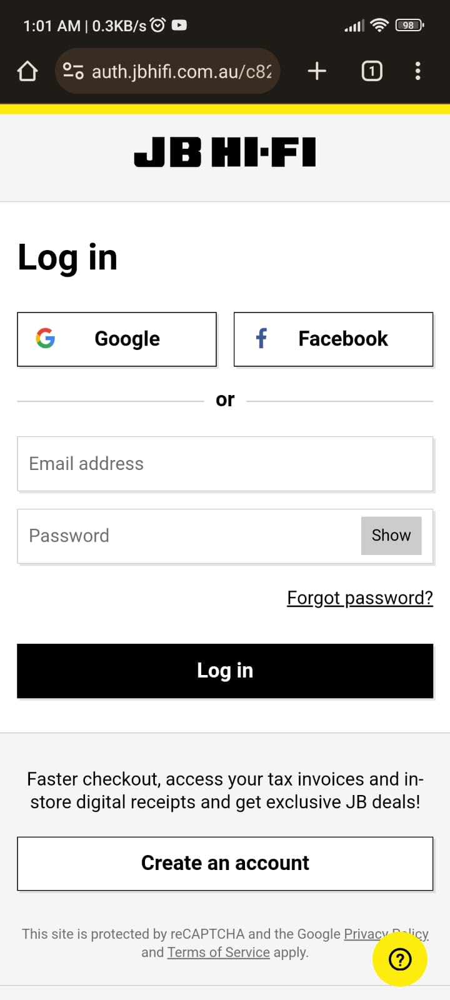 1:01 AM | 0.3KB/s
98
auth.jbhifi.com.au/c82
1
JB HI-FI
Log in
Google
Facebook
or
Email address
Password
Show
Forgot password?
Log in
Faster checkout, access your tax invoices and in-
store digital receipts and get exclusive JB deals!
Create an account
This site is protected by reCAPTCHA and the Google Privacy Policy
and Terms of Service apply.
?